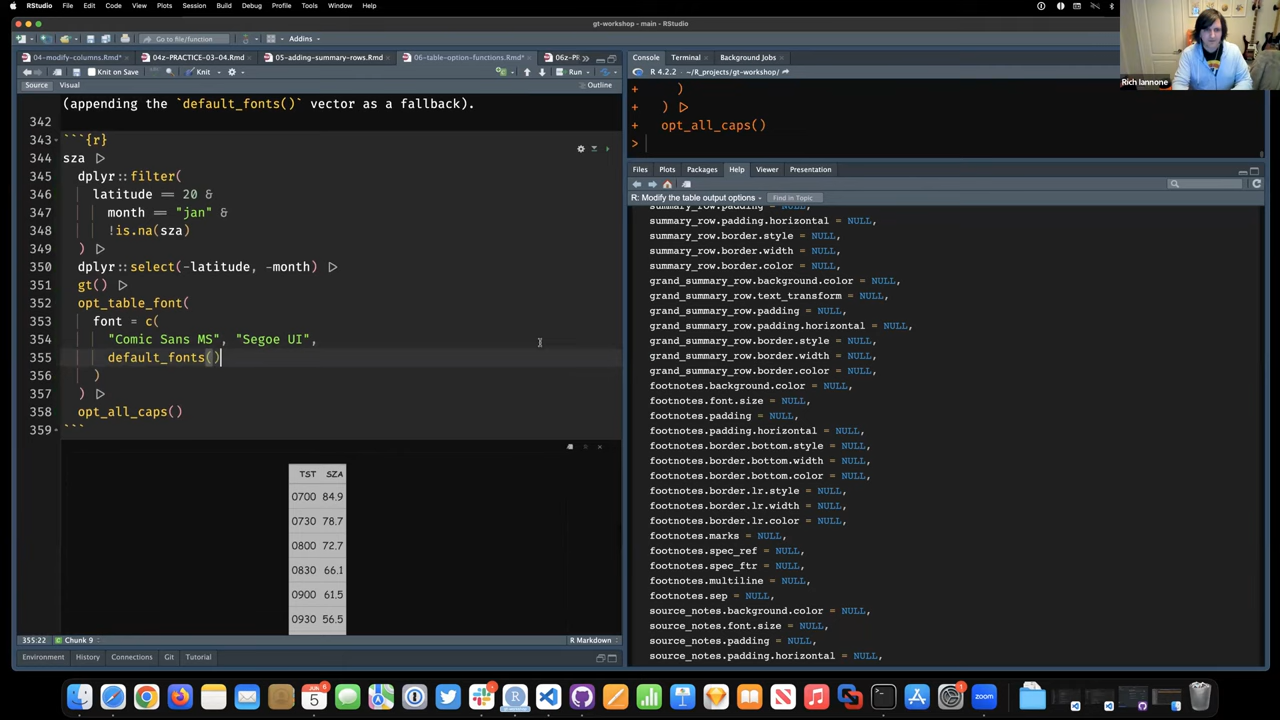 RStudio File Edit Code View Plots Session Build Debug Profile Tools Window Help
gt-workshop - main - RStudio
Go to file/function
Addins
04-modify-columns.Rmd*
04z-PRACTICE-03-04.Rmd
05-adding-summary-rows.Rmd
06-table-option-functions.Rmd*
Knit on Save
Knit
Run
Source Visual
Outline
(appending the `default_fonts()` vector as a fallback).
342
343 ```{r}
344 sza |>
345 dplyr::filter(
346 latitude == 20 &
347 month == "jan" &
348 !is.na(sza)
349 ) |>
350 dplyr::select(-latitude, -month) |>
351 gt() |>
352 opt_table_font(
353 font = c(
354 "Comic Sans MS", "Segoe UI",
355 default_fonts()
356 )
357 ) |>
358 opt_all_caps()
359 ```
TST SZA
0700 84.9
0730 78.7
0800 72.7
0830 66.1
0900 61.5
0930 56.5
355:22 Chunk 9 R Markdown
Environment History Connections Git Tutorial
Console Terminal Background Jobs
R 4.2.2 · ~/R_projects/gt-workshop/
+ )
+ ) |>
+ opt_all_caps()
>
Files Plots Packages Help Viewer Presentation
R: Modify the table output options
Find in Topic
summary_row.padding = NULL,
summary_row.padding.horizontal = NULL,
summary_row.border.style = NULL,
summary_row.border.width = NULL,
summary_row.border.color = NULL,
grand_summary_row.background.color = NULL,
grand_summary_row.text_transform = NULL,
grand_summary_row.padding = NULL,
grand_summary_row.padding.horizontal = NULL,
grand_summary_row.border.style = NULL,
grand_summary_row.border.width = NULL,
grand_summary_row.border.color = NULL,
footnotes.background.color = NULL,
footnotes.font.size = NULL,
footnotes.padding = NULL,
footnotes.padding.horizontal = NULL,
footnotes.border.bottom.style = NULL,
footnotes.border.bottom.width = NULL,
footnotes.border.bottom.color = NULL,
footnotes.border.lr.style = NULL,
footnotes.border.lr.width = NULL,
footnotes.border.lr.color = NULL,
footnotes.marks = NULL,
footnotes.spec_ref = NULL,
footnotes.spec_ftr = NULL,
footnotes.multiline = NULL,
footnotes.sep = NULL,
source_notes.background.color = NULL,
source_notes.font.size = NULL,
source_notes.padding = NULL,
source_notes.padding.horizontal = NULL,
Rich Iannone
5
zoom